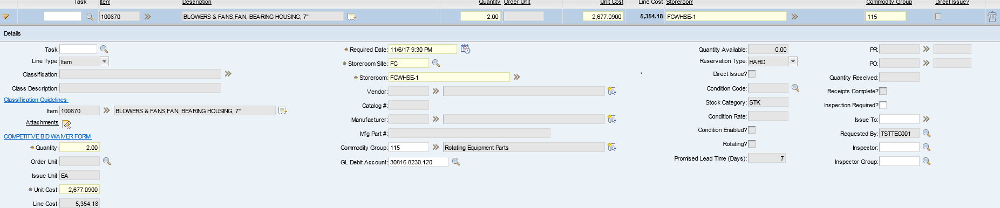 Task Item Description Quantity Order Unit Unit Cost Line Cost Storeroom Commodity Group Direct Issue?
100870 BLOWERS & FANS,FAN, BEARING HOUSING, 7" 2.00 2,677.0900 5,354.18 FCWHSE-1 115
Details
Task: Required Date: 11/6/17 9:30 PM Quantity Available: 0.00 PR:
Line Type: Item Storeroom Site: FC Reservation Type: HARD PO:
Classification: Storeroom: FCWHSE-1 Direct Issue? Quantity Received:
Class Description: Vendor: Condition Code: Receipts Complete?
Classification Guidelines Catalog #: Stock Category: STK Inspection Required?
Item: 100870 BLOWERS & FANS,FAN, BEARING HOUSING, 7" Manufacturer: Condition Rate: Issue To:
Attachments Mfg Part #: Condition Enabled? Requested By: TSTTEC001
COMPETITIVE BID WAIVER FORM
Quantity: 2.00 Commodity Group: 115 Rotating Equipment Parts Rotating? Inspector:
Order Unit: GL Debit Account: 30816.8230.120 Promised Lead Time (Days): 7 Inspector Group:
Issue Unit: EA
Unit Cost: 2,677.0900
Line Cost: 5,354.18